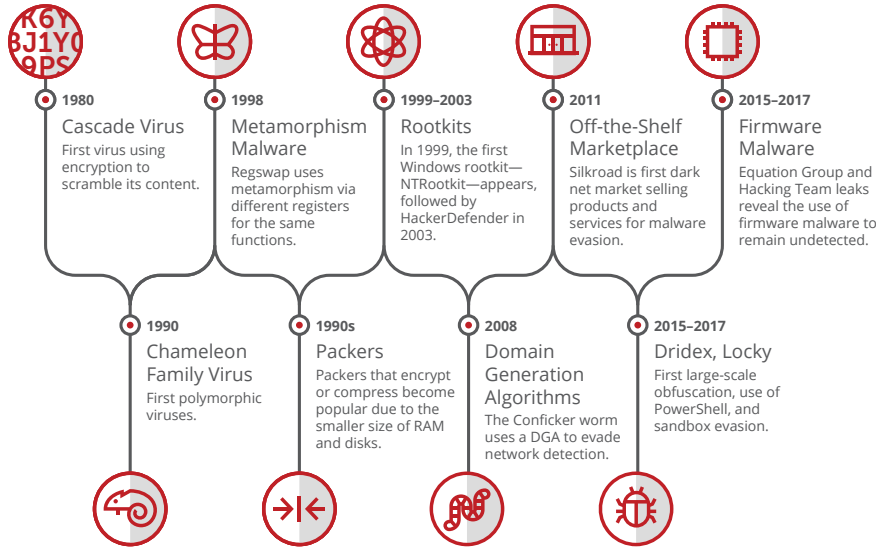 K6Y
BJ1Y0
9PS
1980
Cascade Virus
First virus using
encryption to
scramble its content.
1998
Metamorphism
Malware
Regswap uses
metamorphism via
different registers
for the same
functions.
1999–2003
Rootkits
In 1999, the first
Windows rootkit—
NTRootkit—appears,
followed by
HackerDefender in
2003.
2011
Off-the-Shelf
Marketplace
Silkroad is first dark
net market selling
products and
services for malware
evasion.
2015–2017
Firmware
Malware
Equation Group and
Hacking Team leaks
reveal the use of
firmware malware to
remain undetected.
1990
Chameleon
Family Virus
First polymorphic
viruses.
1990s
Packers
Packers that encrypt
or compress become
popular due to the
smaller size of RAM
and disks.
2008
Domain
Generation
Algorithms
The Conficker worm
uses a DGA to evade
network detection.
2015–2017
Dridex, Locky
First large-scale
obfuscation, use of
PowerShell, and
sandbox evasion.